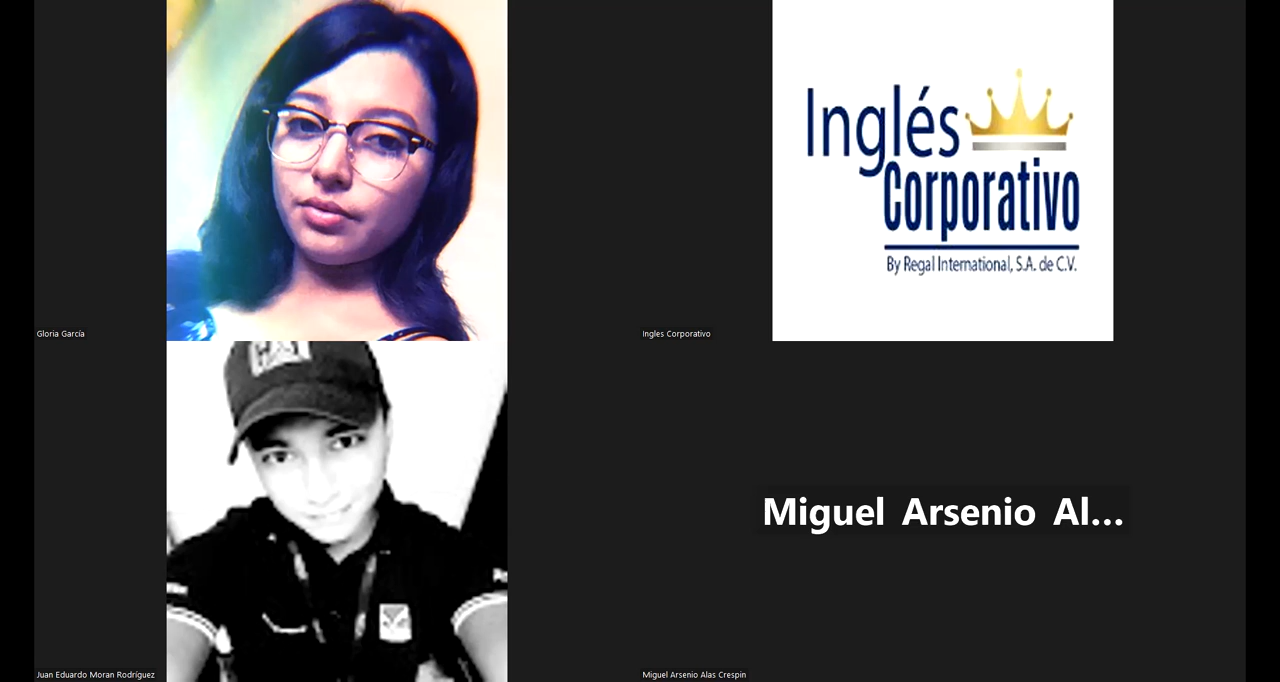 Inglés
Corporativo
By Regal International, S.A. de C.V.
Gloria García
Ingles Corporativo
CAT
Miguel Arsenio Al...
Juan Eduardo Moran Rodríguez
Miguel Arsenio Alas Crespin